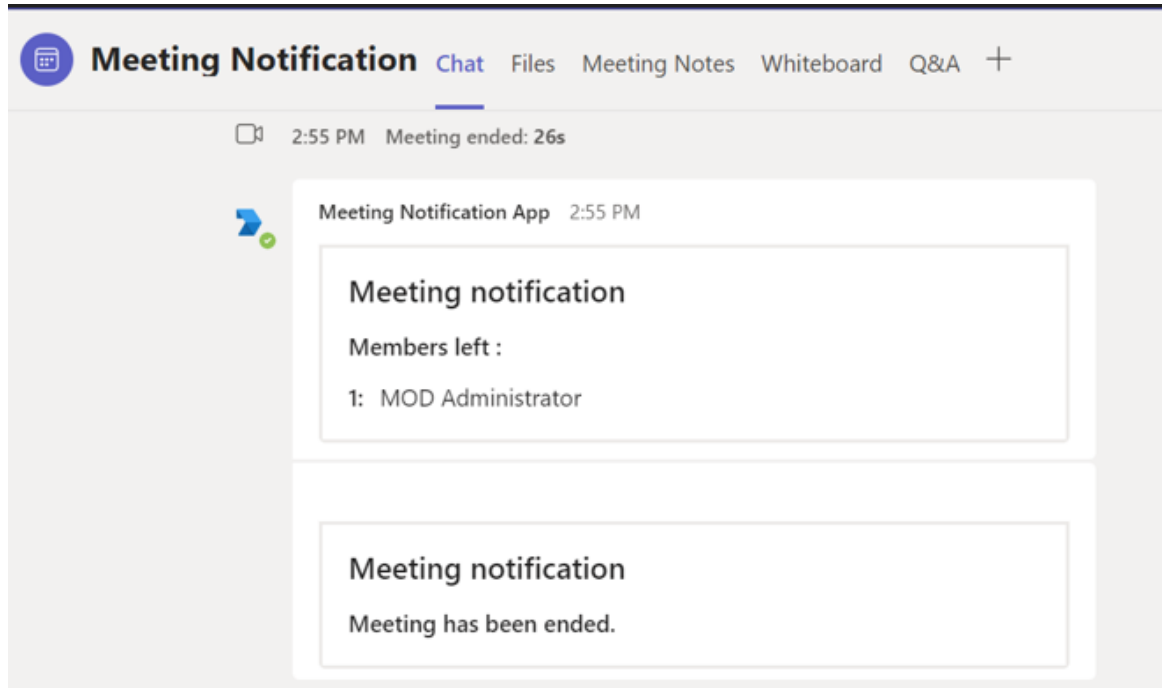 Meeting Notification Chat Files Meeting Notes Whiteboard Q&A
2:55 PM Meeting ended: 26s
Meeting Notification App 2:55 PM
Meeting notification
Members left :
1: MOD Administrator
Meeting notification
Meeting has been ended.